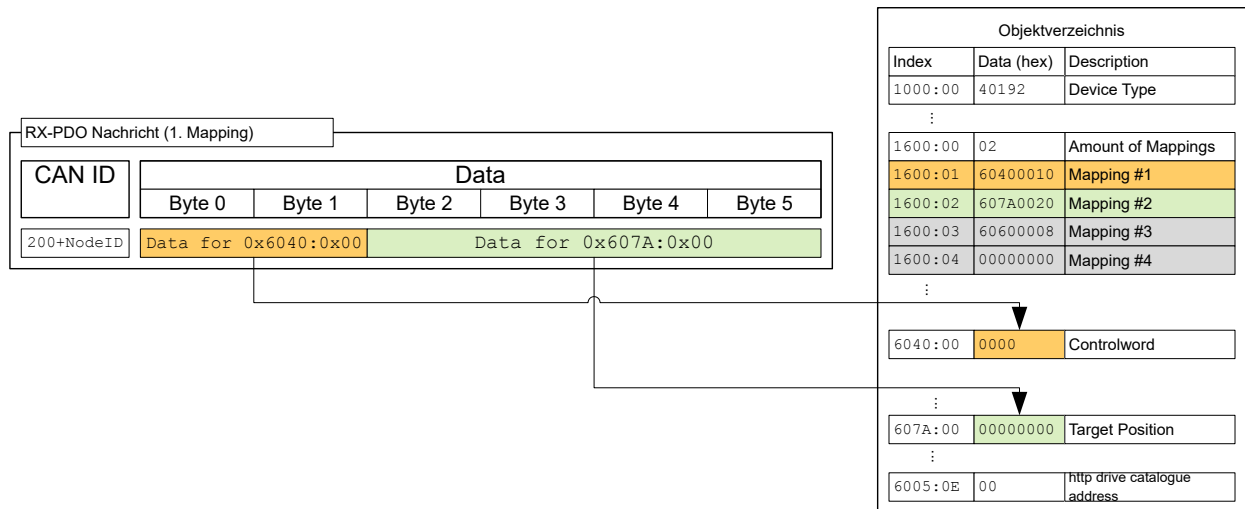 RX-PDO Nachricht (1. Mapping)
CAN ID
Data
Byte 0 Byte 1 Byte 2 Byte 3 Byte 4 Byte 5
200+NodeID Data for 0x6040:0x00 Data for 0x607A:0x00
Objektverzeichnis
Index Data (hex) Description
1000:00 40192 Device Type
⋮
1600:00 02 Amount of Mappings
1600:01 60400010 Mapping #1
1600:02 607A0020 Mapping #2
1600:03 60600008 Mapping #3
1600:04 00000000 Mapping #4
⋮
6040:00 0000 Controlword
⋮
607A:00 00000000 Target Position
⋮
6005:0E 00 http drive catalogue
address